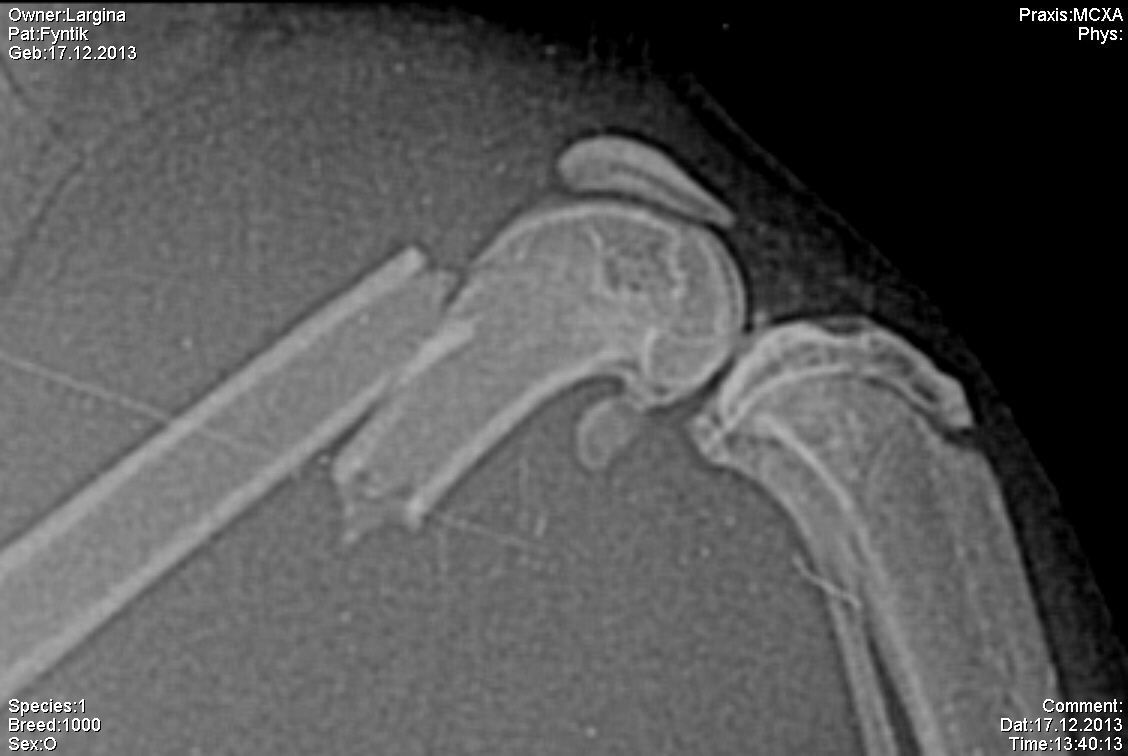 Owner:Largina
Pat:Fyntik
Geb:17.12.2013
Praxis:MCXA
Phys:
Species:1
Breed:1000
Sex:O
Comment:
Dat:17.12.2013
Time:13:40:13